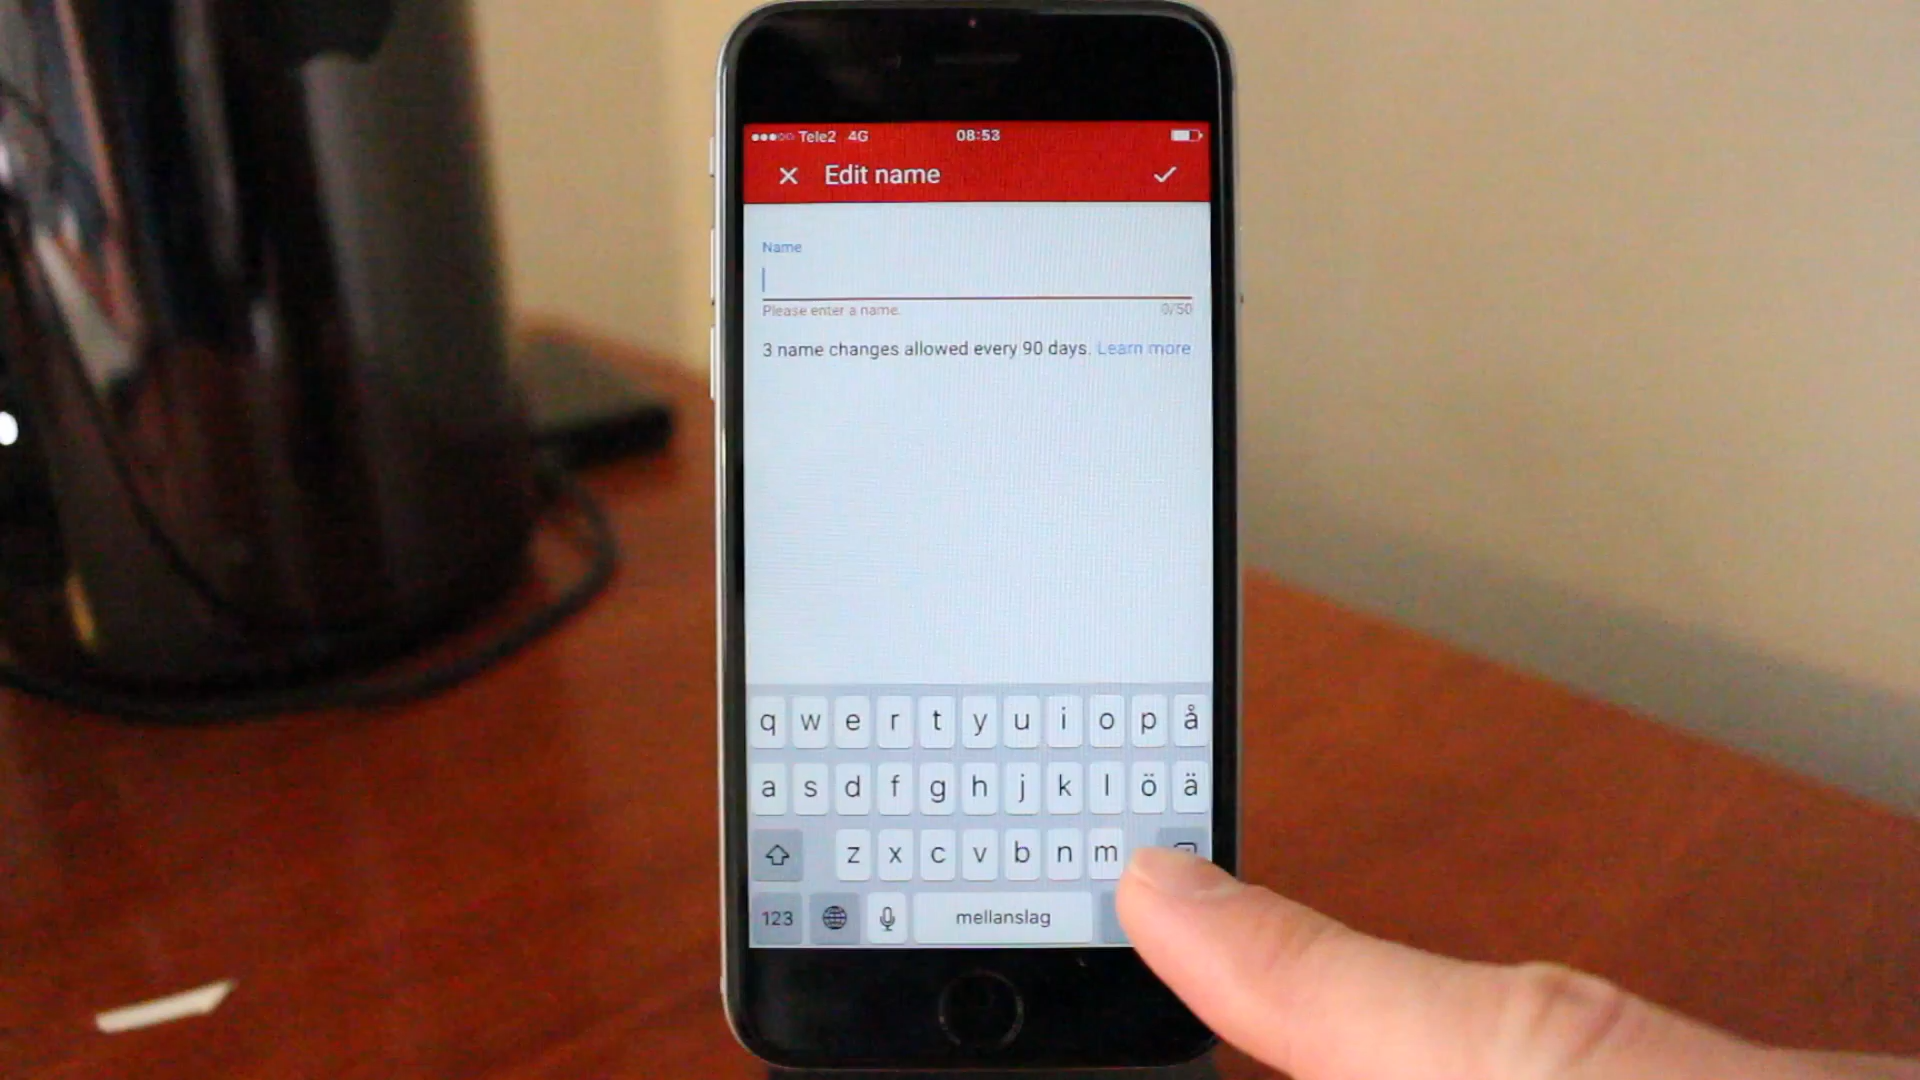 Tele2 4G 08:53
Edit name
Name
Please enter a name. 0/50
3 name changes allowed every 90 days. Learn more
q w e r t y u i o p å
a s d f g h j k l ö ä
z x c v b n m
123 mellanslag